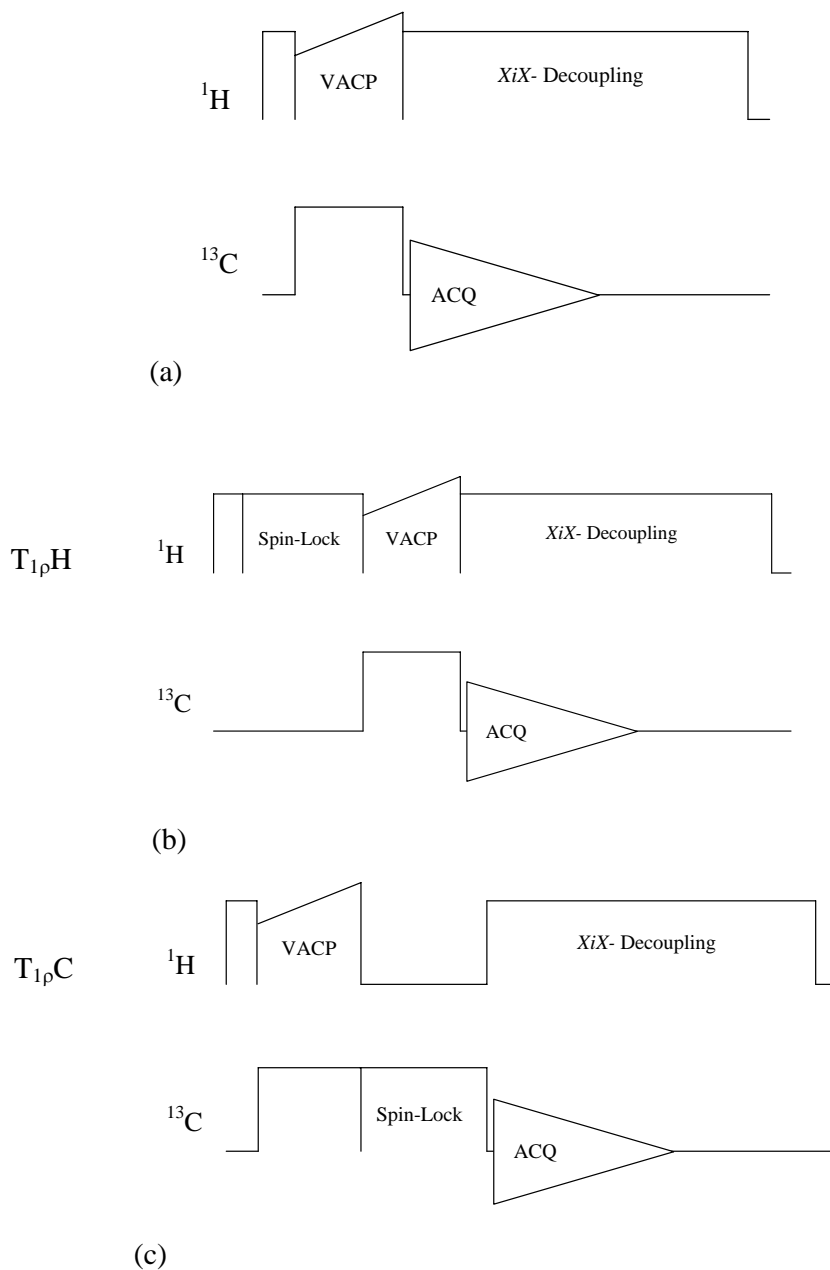 ¹H
VACP
XiX- Decoupling
¹³C
ACQ
(a)
T₁ρH
¹H
Spin-Lock
VACP
XiX- Decoupling
¹³C
ACQ
(b)
T₁ρC
¹H
VACP
XiX- Decoupling
¹³C
Spin-Lock
ACQ
(c)